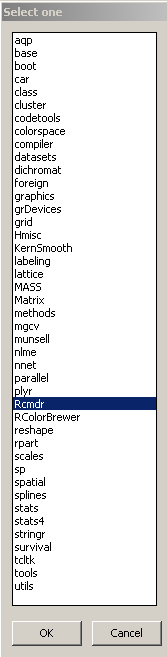 Select one
aqp
base
boot
car
class
cluster
codetools
colorspace
compiler
datasets
dichromat
foreign
graphics
grDevices
grid
Hmisc
KernSmooth
labeling
lattice
MASS
Matrix
methods
mgcv
munsell
nlme
nnet
parallel
plyr
Rcmdr
RColorBrewer
reshape
rpart
scales
sp
spatial
splines
stats
stats4
stringr
survival
tcltk
tools
utils
OK
Cancel